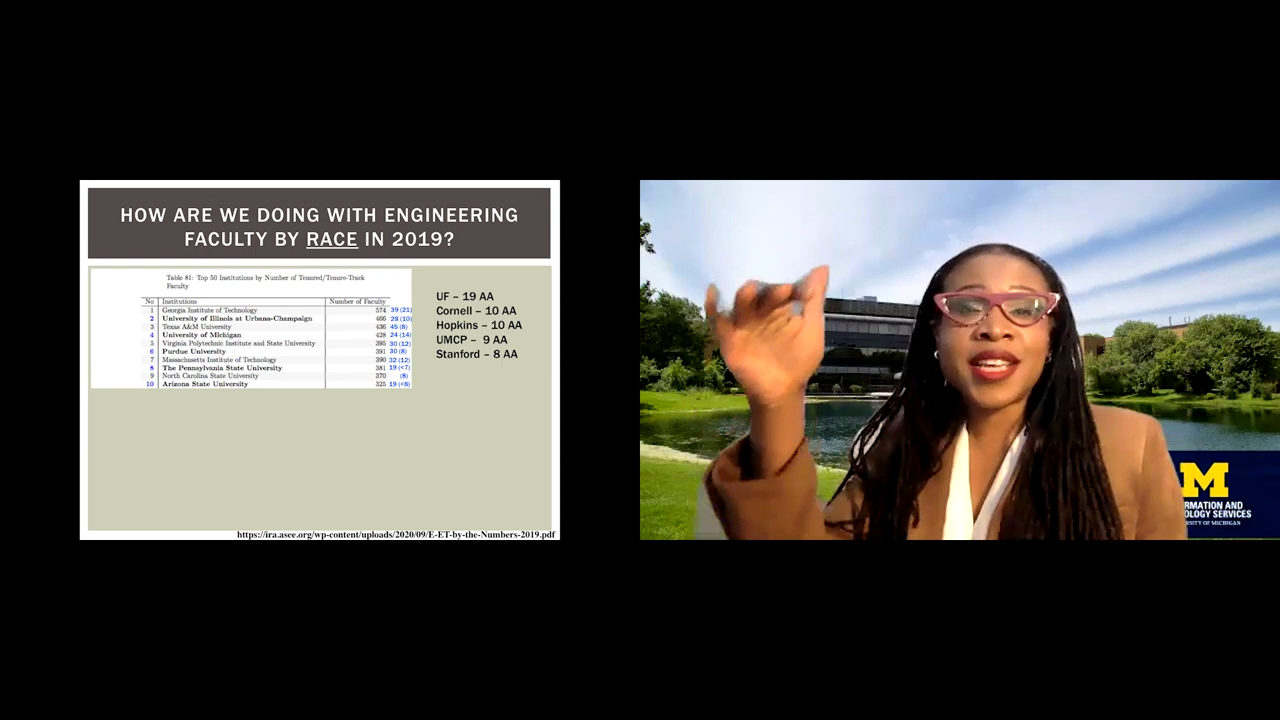 HOW ARE WE DOING WITH ENGINEERING
FACULTY BY RACE IN 2019?
Table 81: Top 50 Institutions by Number of Tenured/Tenure-Track
Faculty
No Institutions Number of Faculty
1 Georgia Institute of Technology 574 39 (21)
2 University of Illinois at Urbana-Champaign 466 28 (10)
3 Texas A&M University 436 45 (8)
4 University of Michigan 428 24 (14)
5 Virginia Polytechnic Institute and State University 395 30 (12)
6 Purdue University 391 30 (8)
7 Massachusetts Institute of Technology 390 32 (12)
8 The Pennsylvania State University 381 19 (<7)
9 North Carolina State University 370 (8)
10 Arizona State University 325 19 (<8)
UF – 19 AA
Cornell – 10 AA
Hopkins – 10 AA
UMCP – 9 AA
Stanford – 8 AA
https://ira.asee.org/wp-content/uploads/2020/09/E-ET-by-the-Numbers-2019.pdf
M
RMATION AND
OLOGY SERVICES
RSITY OF MICHIGAN